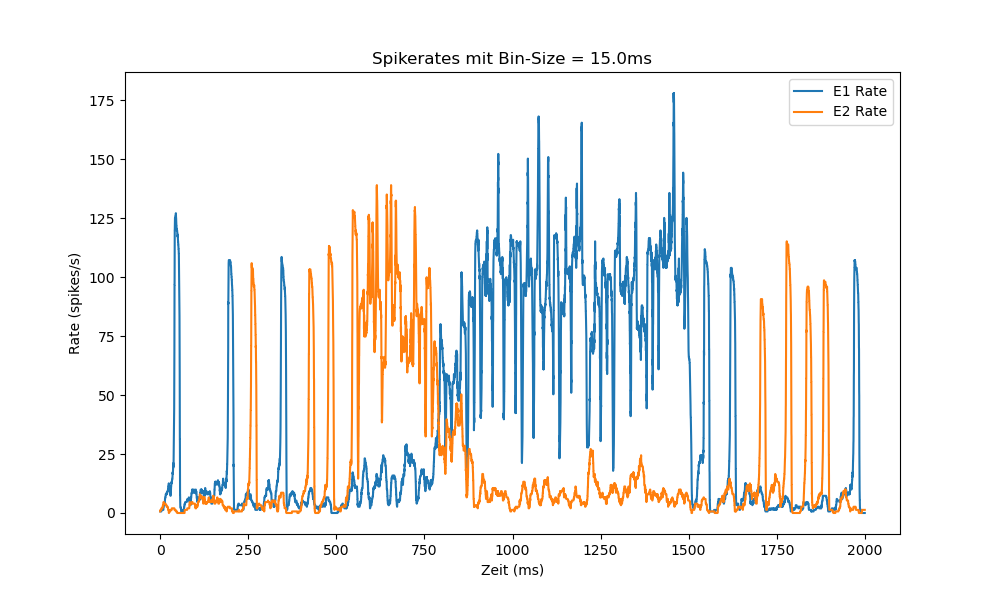 Spikerates mit Bin-Size = 15.0ms
E1 Rate
E2 Rate
175
150
125
100
75
50
25
0
Rate (spikes/s)
0 250 500 750 1000 1250 1500 1750 2000
Zeit (ms)